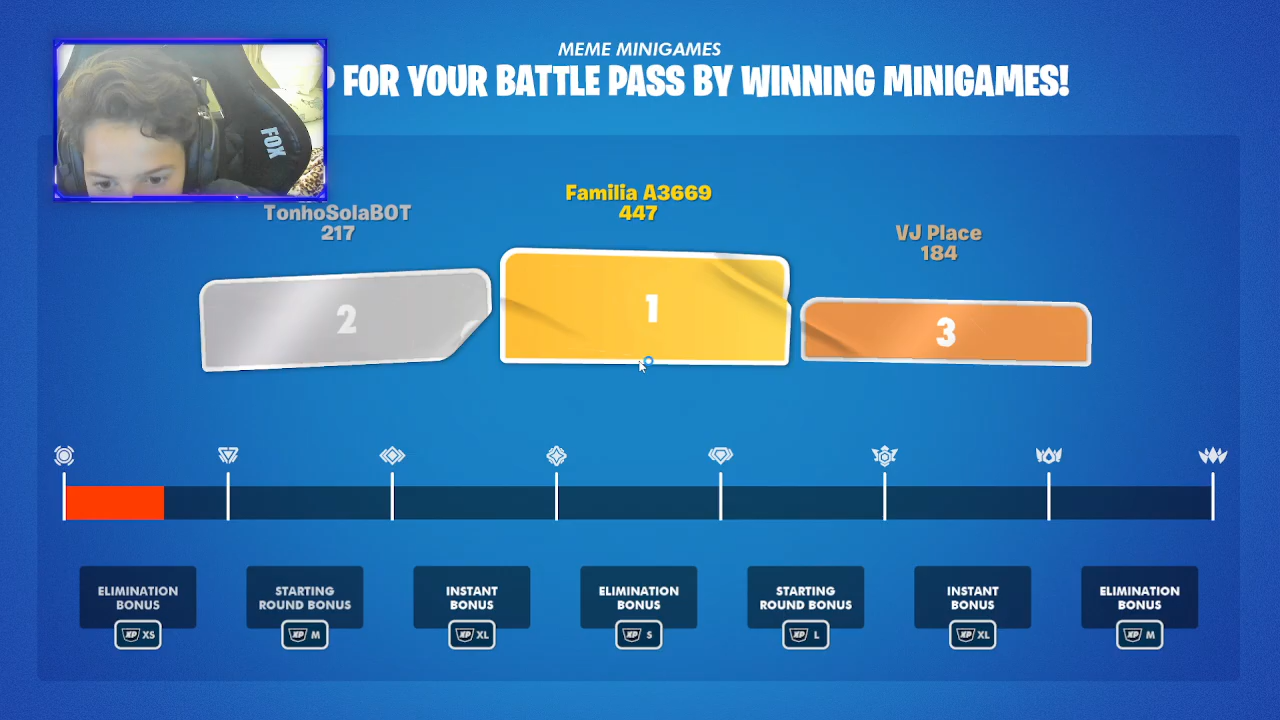 MEME MINIGAMES
FOR YOUR BATTLE PASS BY WINNING MINIGAMES!
FOX
TonhoSolaBOT
217
Familia A3669
447
VJ Place
184
2
1
3
ELIMINATION
BONUS
XP XS
STARTING
ROUND BONUS
XP M
INSTANT
BONUS
XP XL
ELIMINATION
BONUS
XP S
STARTING
ROUND BONUS
XP L
INSTANT
BONUS
XP XL
ELIMINATION
BONUS
XP M